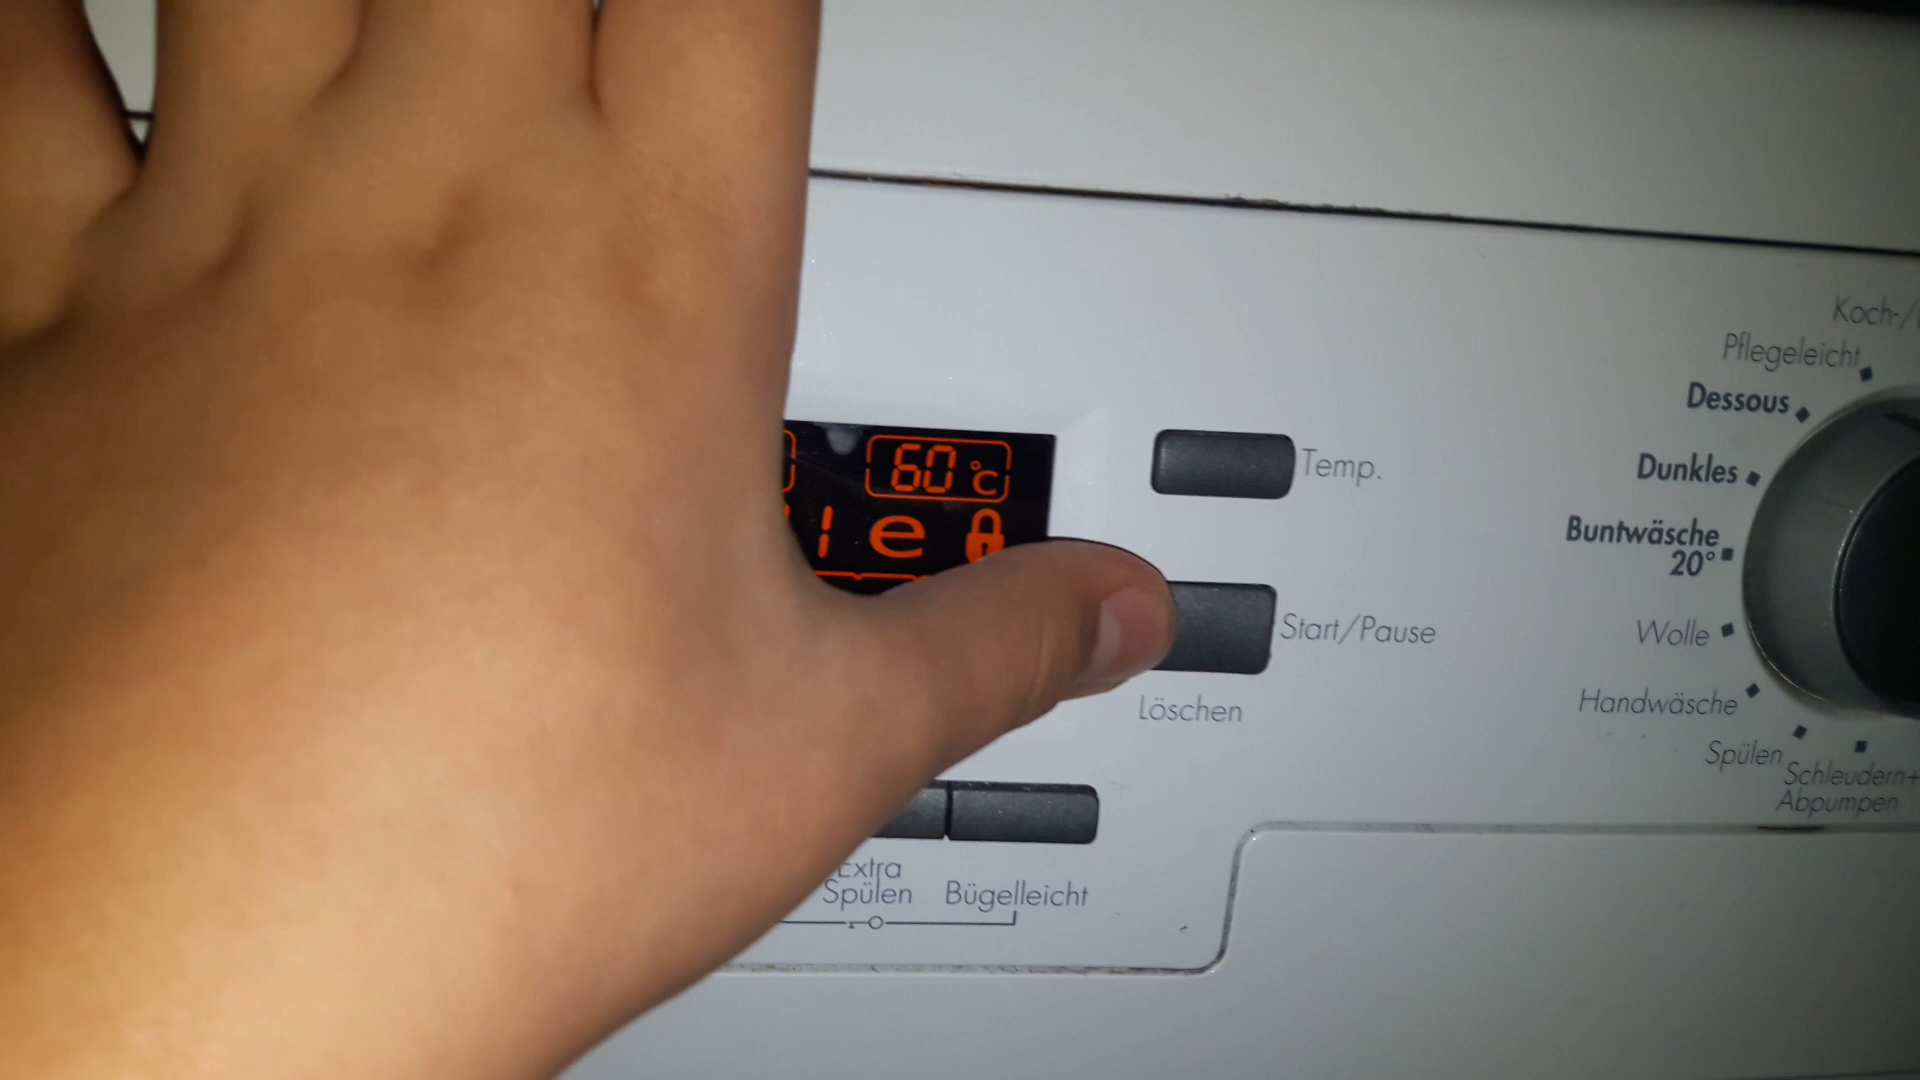 60 °C
e
Temp.
Start/Pause
Löschen
Extra
Spülen
Bügelleicht
Pflegeleicht
Dessous
Dunkles
Buntwäsche
20°
Wolle
Handwäsche
Spülen
Schleudern+
Abpumpen